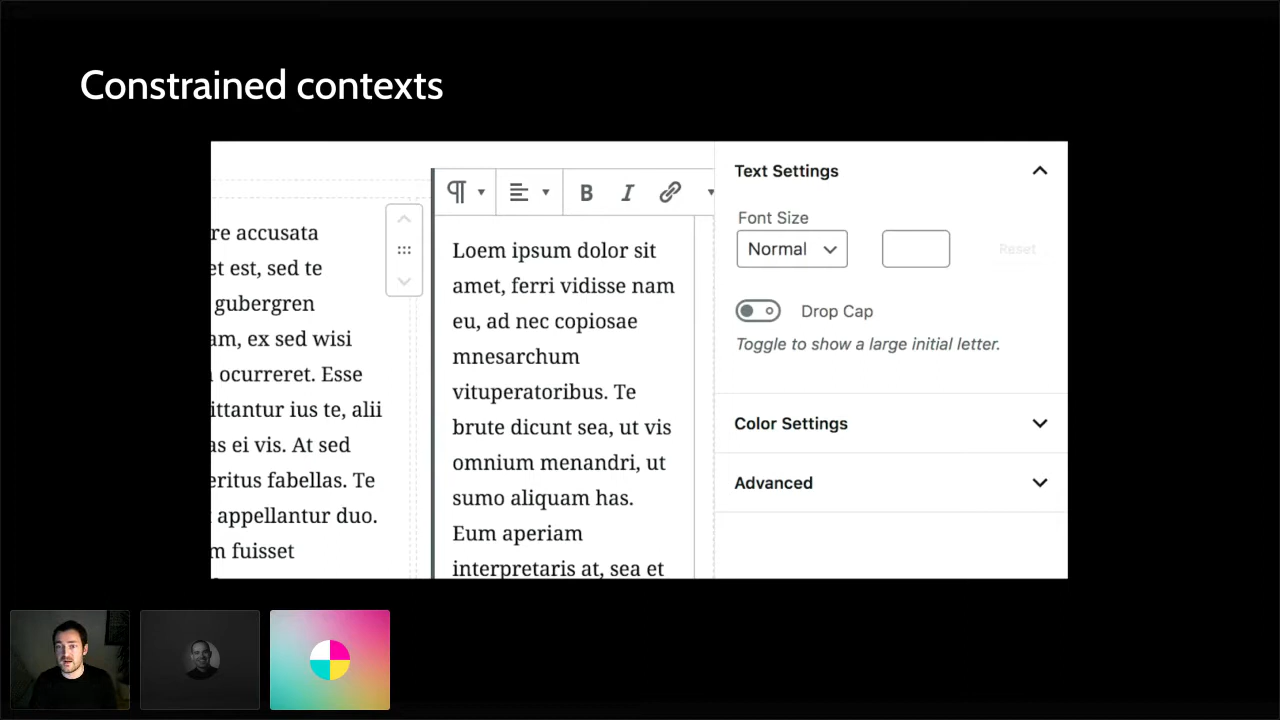 Constrained contexts
re accusata
et est, sed te
gubergren
am, ex sed wisi
ocurreret. Esse
ittantur ius te, alii
as ei vis. At sed
eritus fabellas. Te
appellantur duo.
m fuisset
B I
Loem ipsum dolor sit
amet, ferri vidisse nam
eu, ad nec copiosae
mnesarchum
vituperatoribus. Te
brute dicunt sea, ut vis
omnium menandri, ut
sumo aliquam has.
Eum aperiam
interpretaris at, sea et
Text Settings
Font Size
Normal
Reset
Drop Cap
Toggle to show a large initial letter.
Color Settings
Advanced